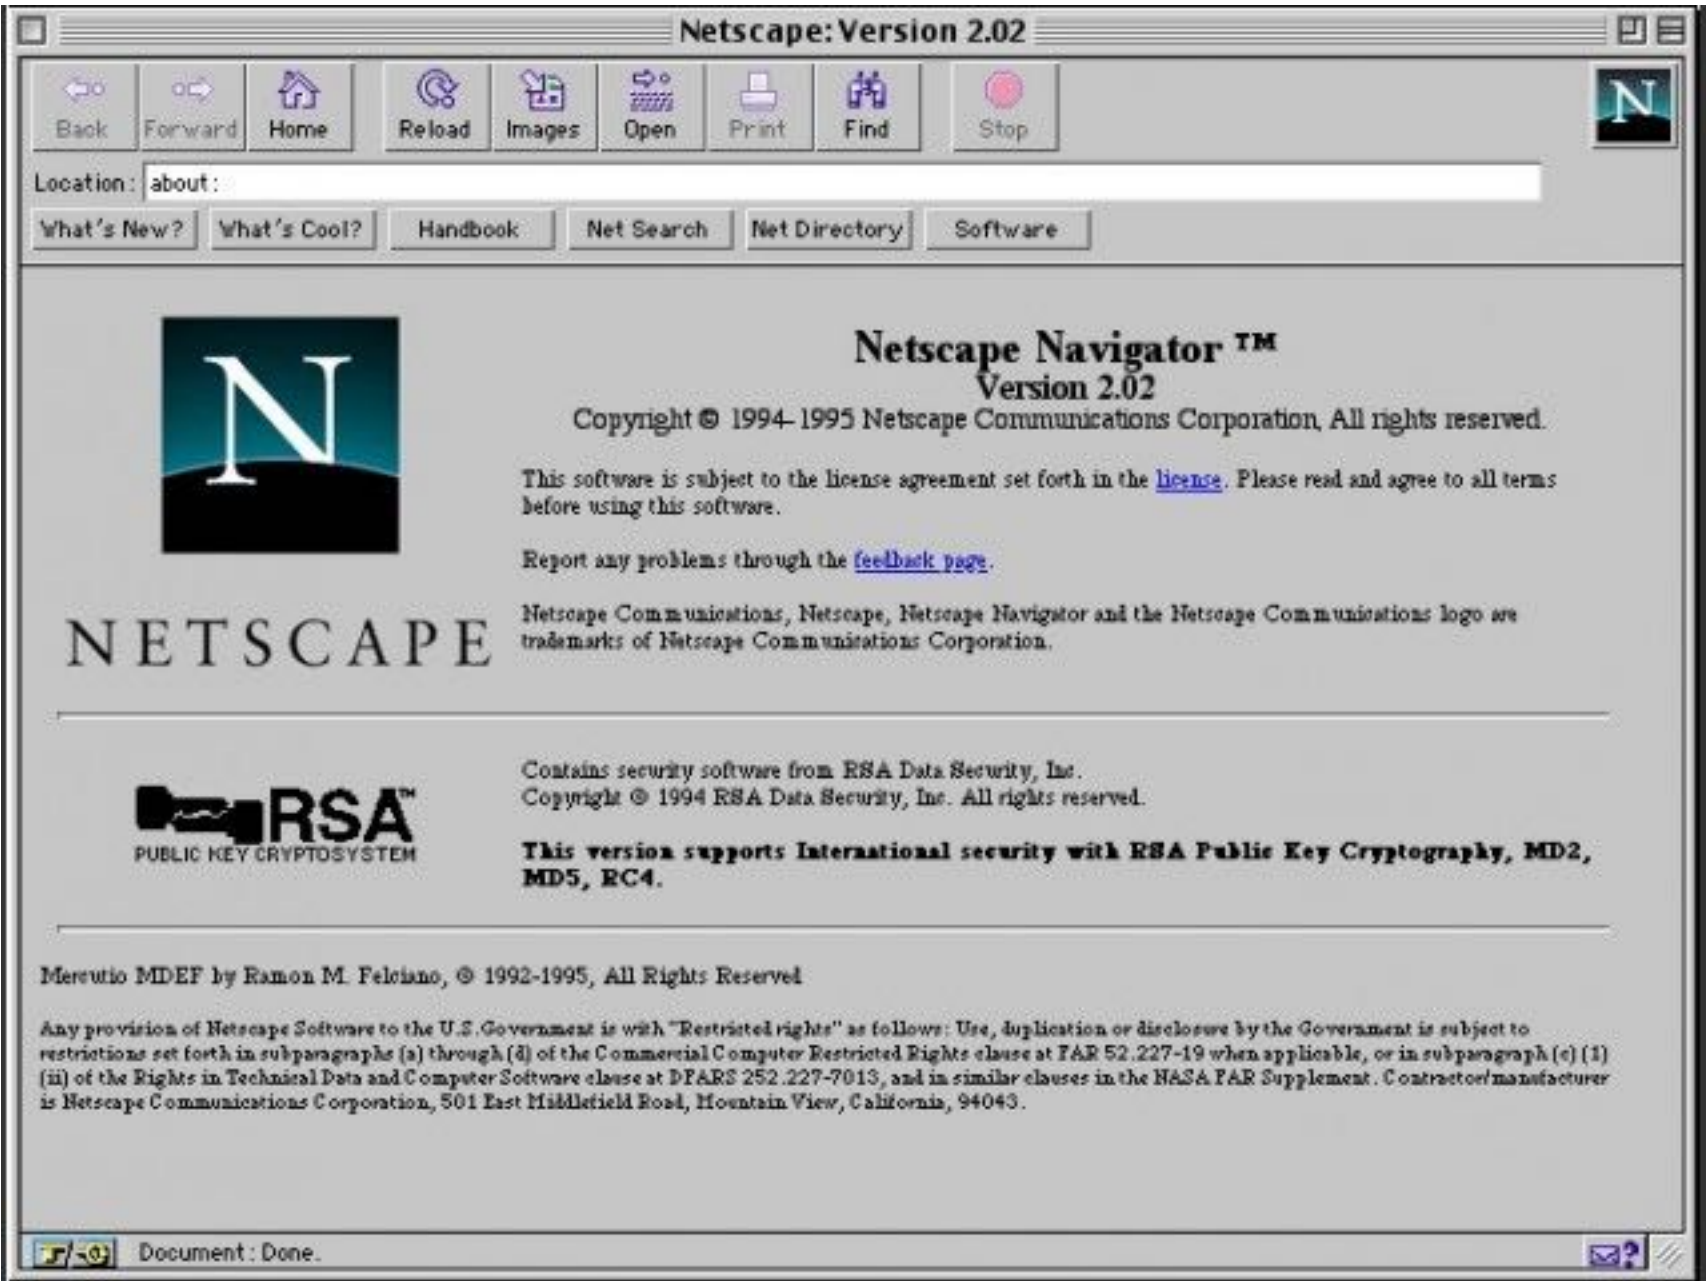 Netscape: Version 2.02
Back Forward Home Reload Images Open Print Find Stop
N
Location: about:
What's New? What's Cool? Handbook Net Search Net Directory Software
N
NETSCAPE
Netscape Navigator ™
Version 2.02
Copyright © 1994-1995 Netscape Communications Corporation, All rights reserved.
This software is subject to the license agreement set forth in the license. Please read and agree to all terms
before using this software.
Report any problems through the feedback page.
Netscape Communications, Netscape, Netscape Navigator and the Netscape Communications logo are
trademarks of Netscape Communications Corporation.
RSA™
PUBLIC KEY CRYPTOSYSTEM
Contains security software from RSA Data Security, Inc.
Copyright © 1994 RSA Data Security, Inc. All rights reserved.
This version supports International security with RSA Public Key Cryptography, MD2,
MD5, RC4.
Mercutio MDEF by Ramon M. Felciano, © 1992-1995, All Rights Reserved
Any provision of Netscape Software to the U.S.Government is with "Restricted rights" as follows: Use, duplication or disclosure by the Government is subject to
restrictions set forth in subparagraphs (a) through (d) of the Commercial Computer Restricted Rights clause at FAR 52.227-19 when applicable, or in subparagraph (c) (1)
(ii) of the Rights in Technical Data and Computer Software clause at DFARS 252.227-7013, and in similar clauses in the NASA FAR Supplement. Contractor/manufacturer
is Netscape Communications Corporation, 501 East Middlefield Road, Mountain View, California, 94043.
Document: Done.
?